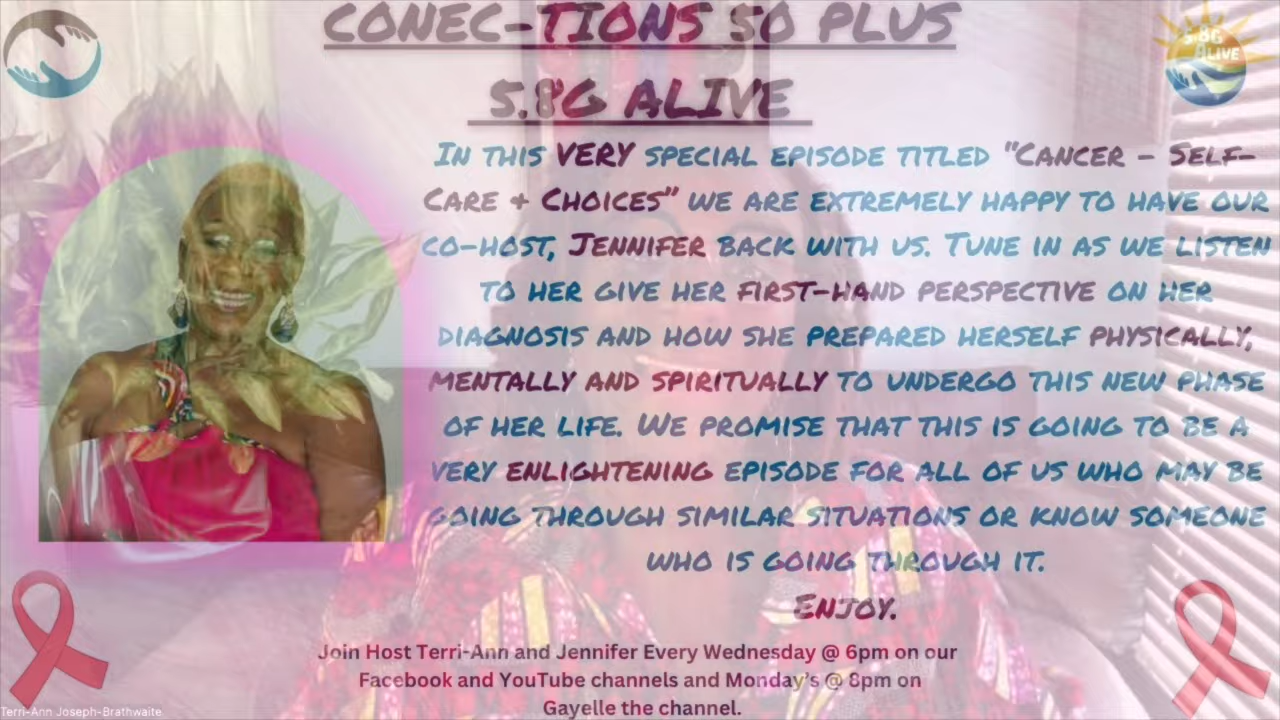 CONEC-TIONS 50 PLUS
5.8'G ALIVE
5.8G
ALIVE
IN THIS VERY SPECIAL EPISODE TITLED "CANCER - SELF-
CARE + CHOICES" WE ARE EXTREMELY HAPPY TO HAVE OUR
CO-HOST, JENNIFER BACK WITH US. TUNE IN AS WE LISTEN
TO HER GIVE HER FIRST-HAND PERSPECTIVE ON HER
DIAGNOSIS AND HOW SHE PREPARED HERSELF PHYSICALLY,
MENTALLY AND SPIRITUALLY TO UNDERGO THIS NEW PHASE
OF HER LIFE. WE PROMISE THAT THIS IS GOING TO BE A
VERY ENLIGHTENING EPISODE FOR ALL OF US WHO MAY BE
GOING THROUGH SIMILAR SITUATIONS OR KNOW SOMEONE
WHO IS GOING THROUGH IT.
ENJOY.
Join Host Terri-Ann and Jennifer Every Wednesday @ 6pm on our
Facebook and YouTube channels and Monday's @ 8pm on
Gayelle the channel.
Terri-Ann Joseph-Brathwaite